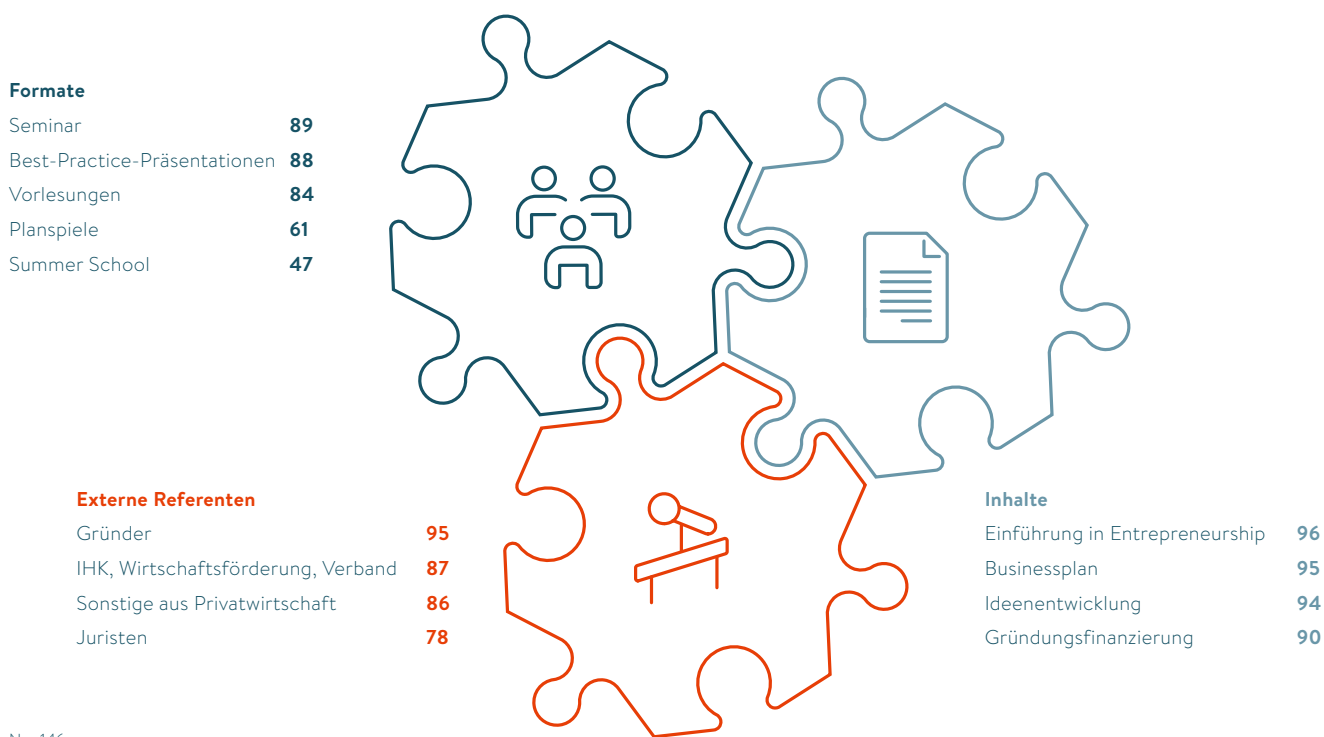 Formate
Seminar 89
Best-Practice-Präsentationen 88
Vorlesungen 84
Planspiele 61
Summer School 47
Externe Referenten
Gründer 95
IHK, Wirtschaftsförderung, Verband 87
Sonstige aus Privatwirtschaft 86
Juristen 78
Inhalte
Einführung in Entrepreneurship 96
Businessplan 95
Ideenentwicklung 94
Gründungsfinanzierung 90